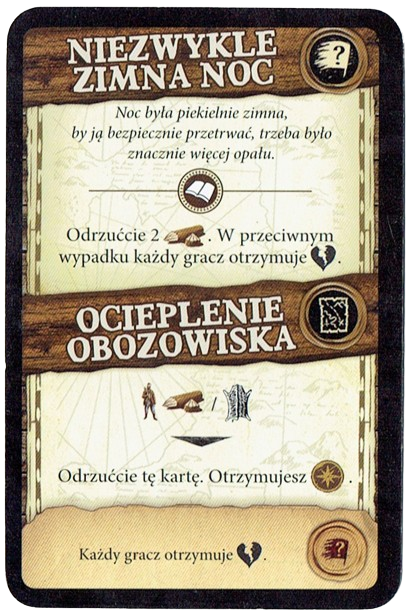 NIEZWYKLE
ZIMNA NOC
?
Noc była piekielnie zimna,
by ją bezpiecznie przetrwać, trzeba było
znacznie więcej opału.
Odrzućcie 2 . W przeciwnym
wypadku każdy gracz otrzymuje .
OCIEPLENIE
OBOZOWISKA
/
Odrzućcie tę kartę. Otrzymujesz .
Każdy gracz otrzymuje .
?